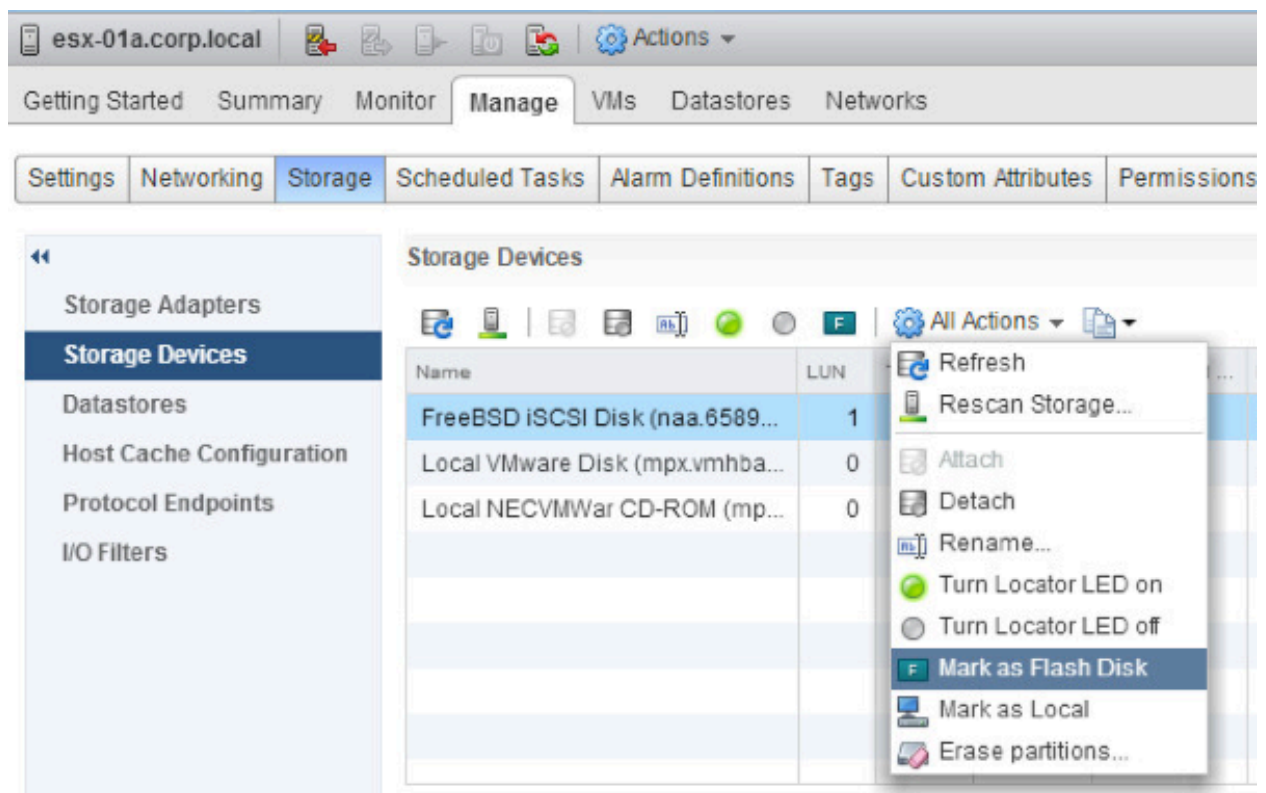 esx-01a.corp.local Actions
Getting Started Summary Monitor Manage VMs Datastores Networks
Settings Networking Storage Scheduled Tasks Alarm Definitions Tags Custom Attributes Permissions
Storage Adapters
Storage Devices
Datastores
Host Cache Configuration
Protocol Endpoints
I/O Filters
Storage Devices
F All Actions
Name LUN ...
FreeBSD iSCSI Disk (naa.6589... 1
Local VMware Disk (mpx.vmhba... 0
Local NECVMWar CD-ROM (mp... 0
Refresh
Rescan Storage...
Attach
Detach
Rename...
Turn Locator LED on
Turn Locator LED off
F Mark as Flash Disk
Mark as Local
Erase partitions...